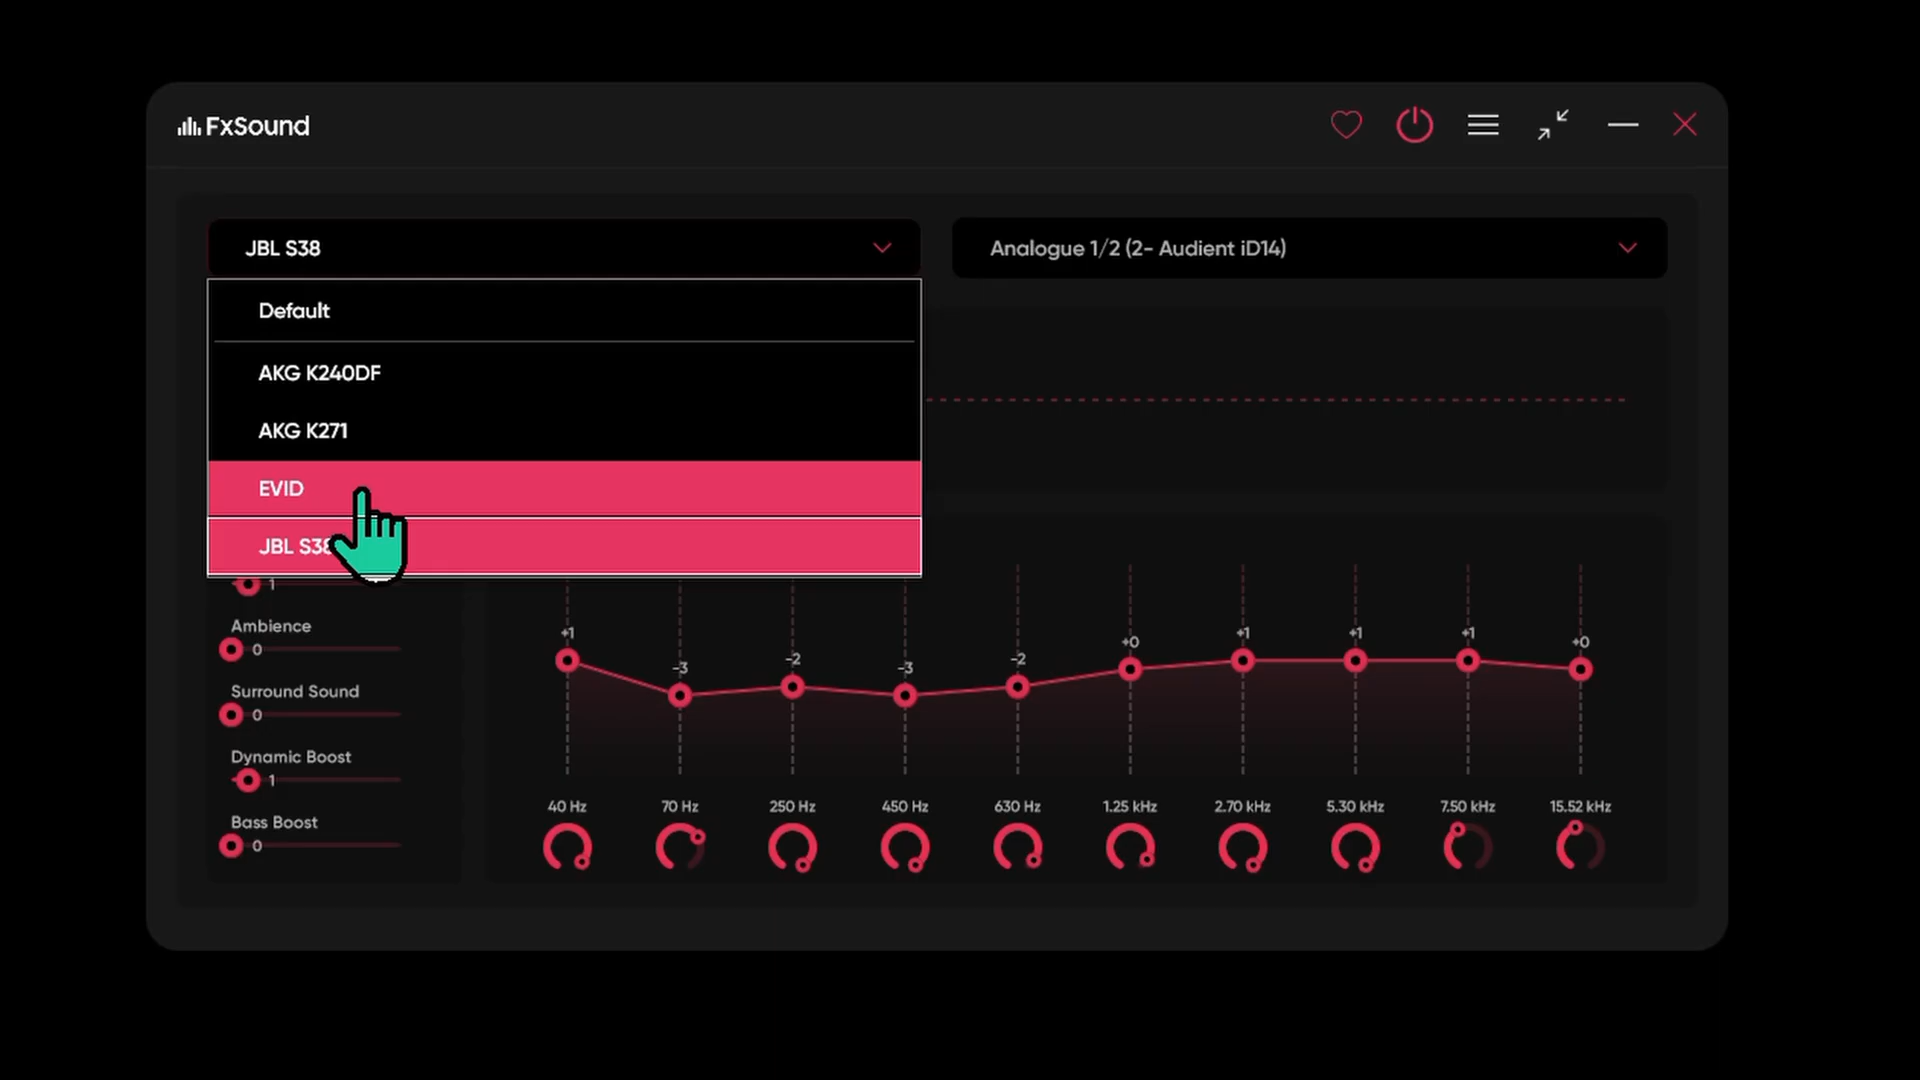 FxSound
JBL S38
Analogue 1/2 (2- Audient iD14)
Default
AKG K240DF
AKG K271
EVID
JBL S38
1
Ambience
0
Surround Sound
0
Dynamic Boost
1
Bass Boost
0
+1
-3
-2
-3
-2
+0
+1
+1
+1
+0
40 Hz
70 Hz
250 Hz
450 Hz
630 Hz
1.25 kHz
2.70 kHz
5.30 kHz
7.50 kHz
15.52 kHz